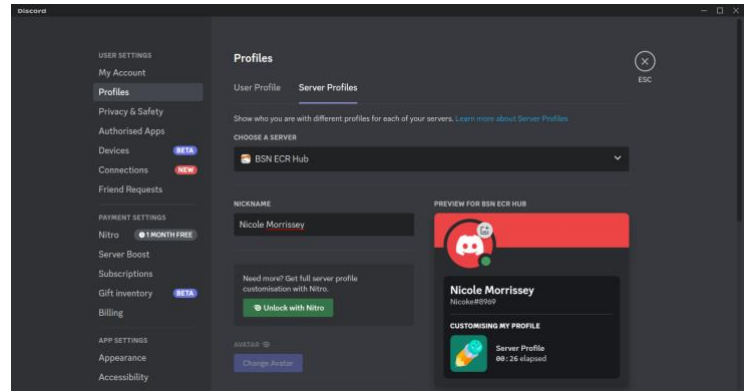 Discord
USER SETTINGS
My Account
Profiles
Privacy & Safety
Authorised Apps
Devices BETA
Connections NEW
Friend Requests
PAYMENT SETTINGS
Nitro 1 MONTH FREE
Server Boost
Subscriptions
Gift inventory BETA
Billing
APP SETTINGS
Appearance
Accessibility
Profiles
User Profile Server Profiles
Show who you are with different profiles for each of your servers. Learn more about Server Profiles
CHOOSE A SERVER
BSN ECR Hub
NICKNAME
Nicole Morrissey
Need more? Get full server profile
customisation with Nitro.
Unlock with Nitro
AVATAR
Change Avatar
PREVIEW FOR BSN ECR HUB
Nicole Morrissey
Nicoke#8969
CUSTOMISING MY PROFILE
Server Profile
00:26 elapsed
ESC